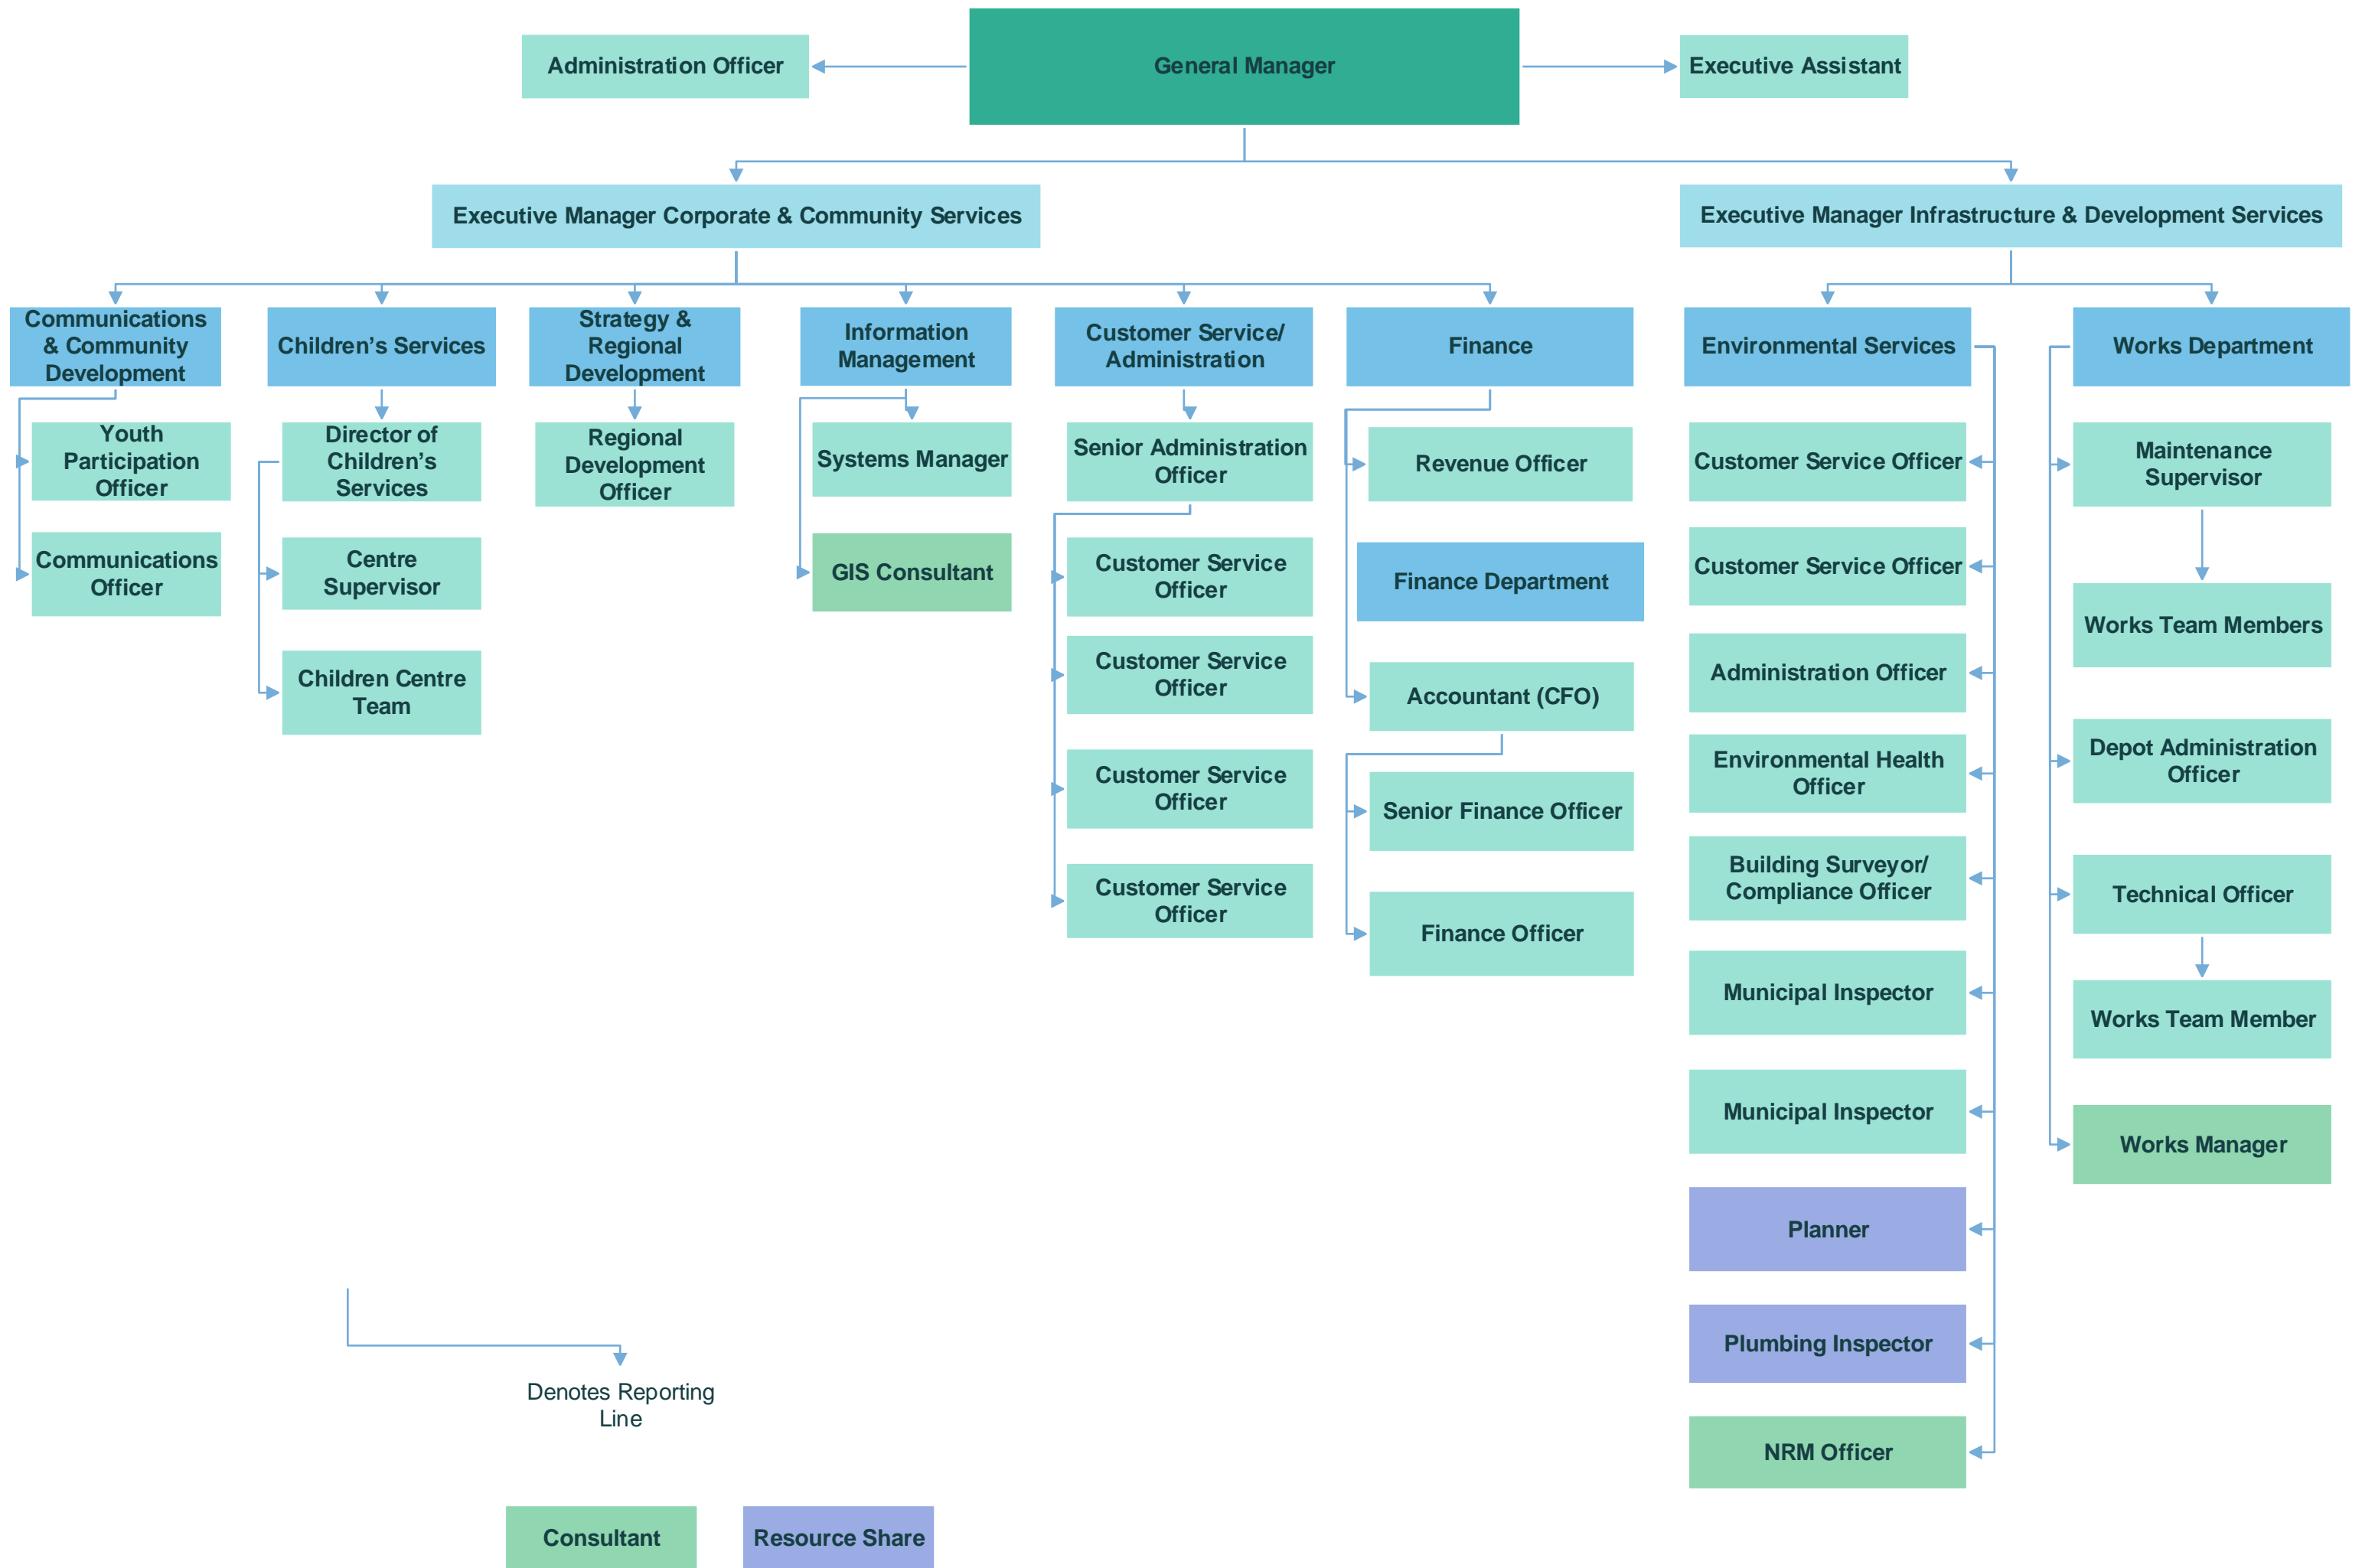 Administration Officer
General Manager
Executive Assistant
Executive Manager Corporate & Community Services
Executive Manager Infrastructure & Development Services
Communications
& Community
Development
Children’s Services
Strategy &
Regional
Development
Information
Management
Customer Service/
Administration
Finance
Environmental Services
Works Department
Youth
Participation
Officer
Communications
Officer
Director of
Children’s
Services
Centre
Supervisor
Children Centre
Team
Regional
Development
Officer
Systems Manager
GIS Consultant
Senior Administration
Officer
Customer Service
Officer
Customer Service
Officer
Customer Service
Officer
Customer Service
Officer
Revenue Officer
Finance Department
Accountant (CFO)
Senior Finance Officer
Finance Officer
Customer Service Officer
Customer Service Officer
Administration Officer
Environmental Health
Officer
Building Surveyor/
Compliance Officer
Municipal Inspector
Municipal Inspector
Planner
Plumbing Inspector
NRM Officer
Maintenance
Supervisor
Works Team Members
Depot Administration
Officer
Technical Officer
Works Team Member
Works Manager
Denotes Reporting
Line
Consultant
Resource Share